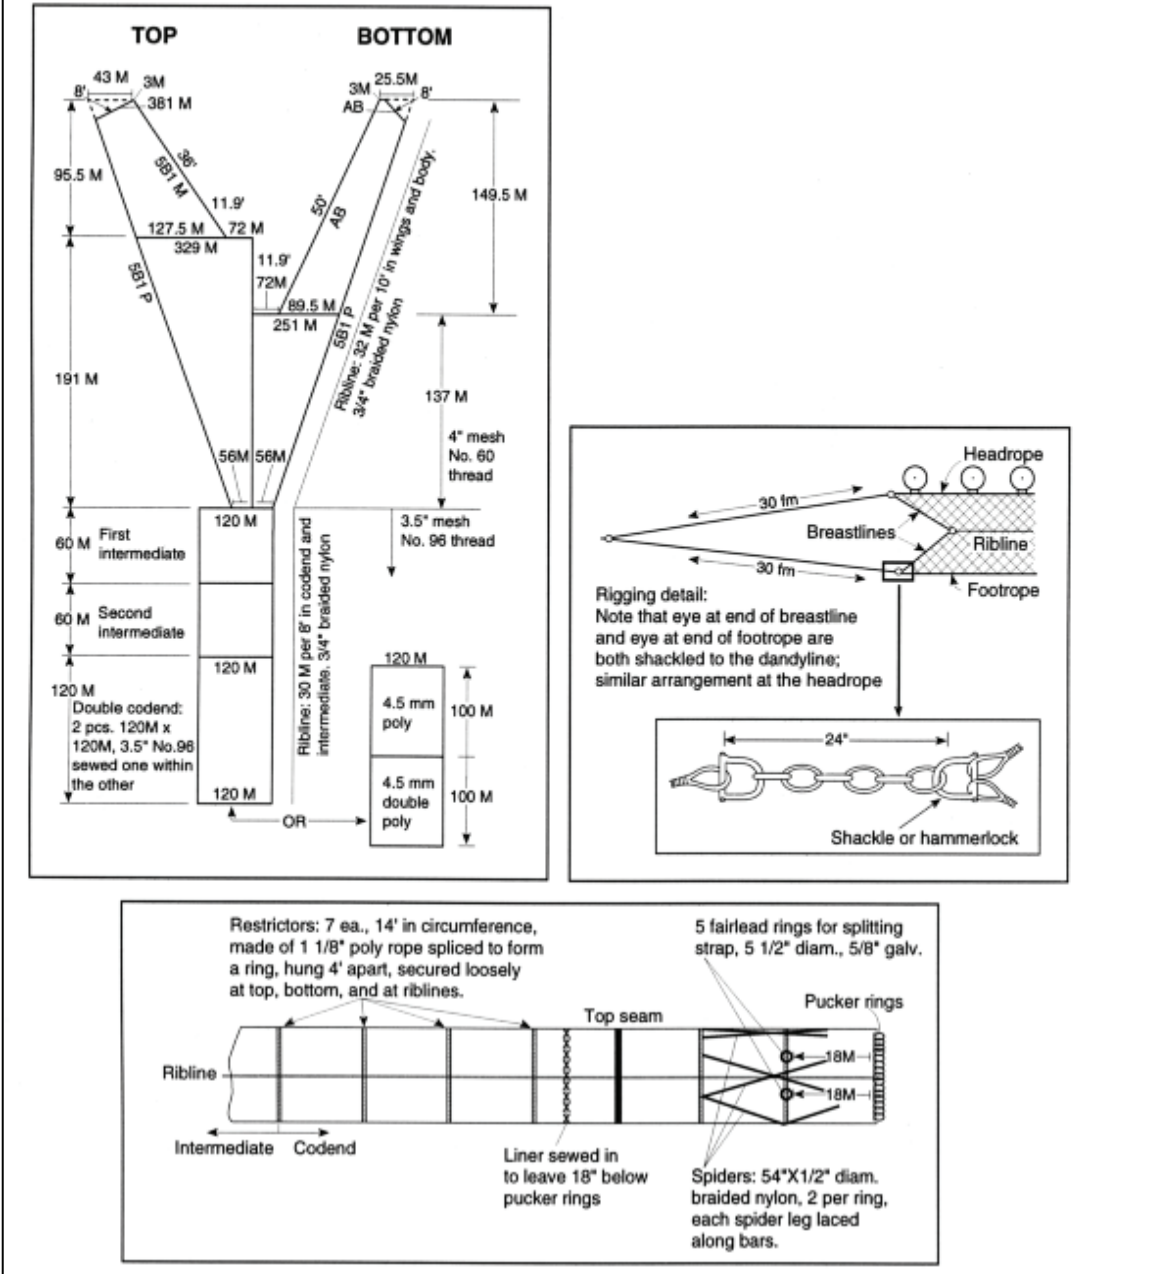 TOP
BOTTOM
43 M
3M
8'
381 M
25.5M
3M
8'
AB
95.5 M
36'
5B1 M
11.9'
127.5 M
72 M
329 M
50'
AB
149.5 M
11.9'
72M
89.5 M
251 M
5B1 P
5B1 P
Ribline: 32 M per 10' in wings and body.
3/4" braided nylon
191 M
137 M
4" mesh
No. 60
thread
56M
56M
120 M
3.5" mesh
No. 96 thread
60 M
First
intermediate
60 M
Second
intermediate
Ribline: 30 M per 8' in codend and
intermediate. 3/4" braided nylon
120 M
120 M
Double codend:
2 pcs. 120M x
120M, 3.5" No.96
sewed one within
the other
120 M
OR
120 M
4.5 mm
poly
100 M
4.5 mm
double
poly
100 M
Headrope
30 fm
Breastlines
Ribline
30 fm
Footrope
Rigging detail:
Note that eye at end of breastline
and eye at end of footrope are
both shackled to the dandyline;
similar arrangement at the headrope
24"
Shackle or hammerlock
Restrictors: 7 ea., 14' in circumference,
made of 1 1/8" poly rope spliced to form
a ring, hung 4' apart, secured loosely
at top, bottom, and at riblines.
5 fairlead rings for splitting
strap, 5 1/2" diam., 5/8" galv.
Pucker rings
Top seam
18M
Ribline
18M
Intermediate
Codend
Liner sewed in
to leave 18" below
pucker rings
Spiders: 54"X1/2" diam.
braided nylon, 2 per ring,
each spider leg laced
along bars.